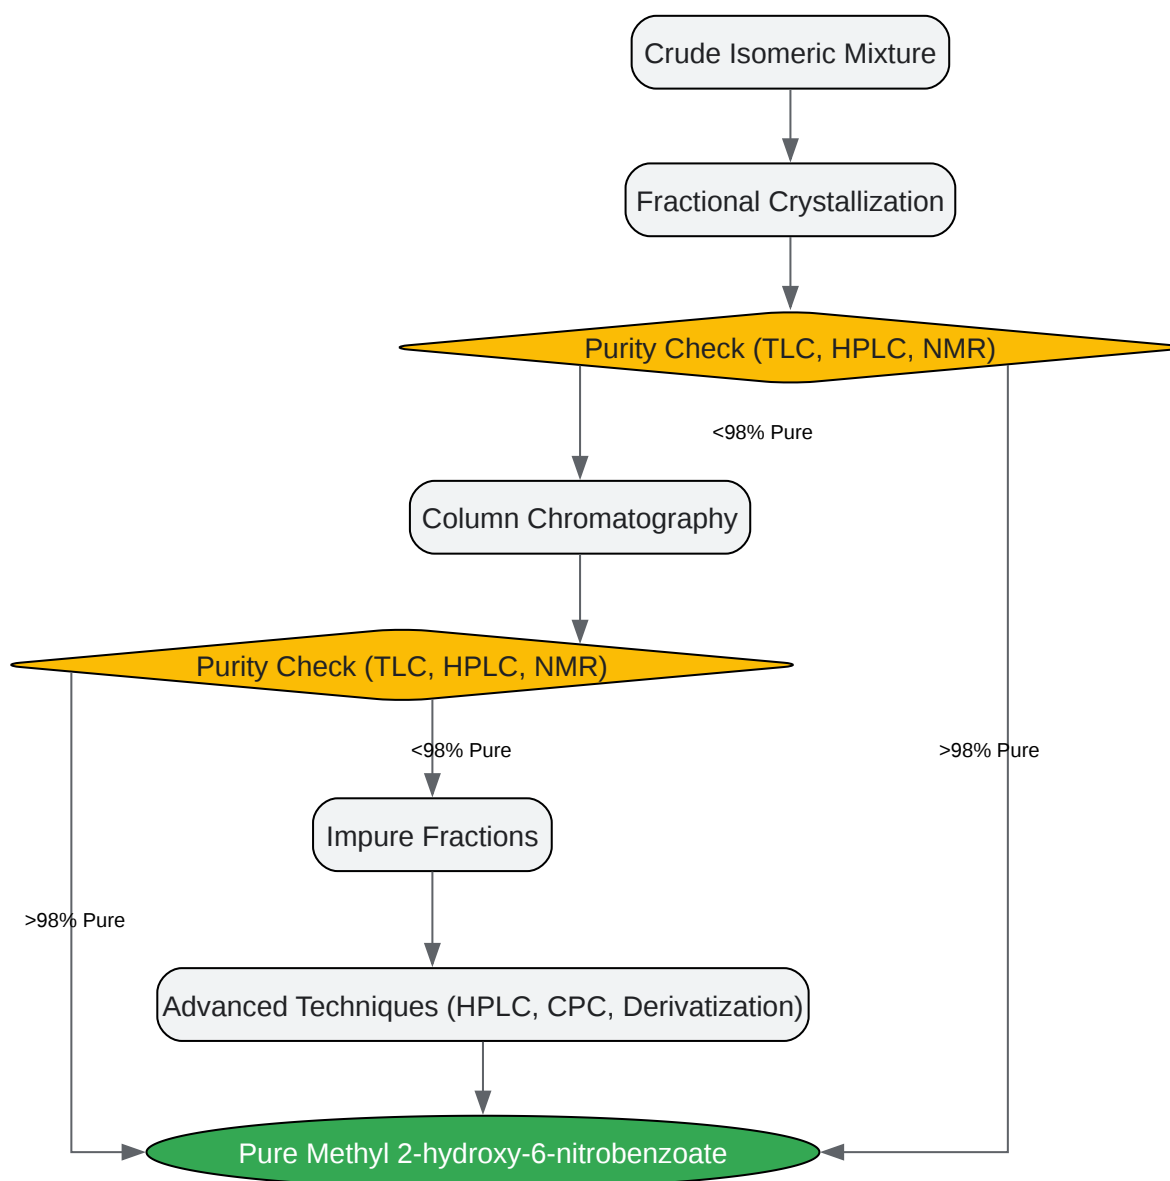 Crude Isomeric Mixture
Fractional Crystallization
Purity Check (TLC, HPLC, NMR)
<98% Pure
Column Chromatography
Purity Check (TLC, HPLC, NMR)
<98% Pure
>98% Pure
Impure Fractions
>98% Pure
Advanced Techniques (HPLC, CPC, Derivatization)
Pure Methyl 2-hydroxy-6-nitrobenzoate